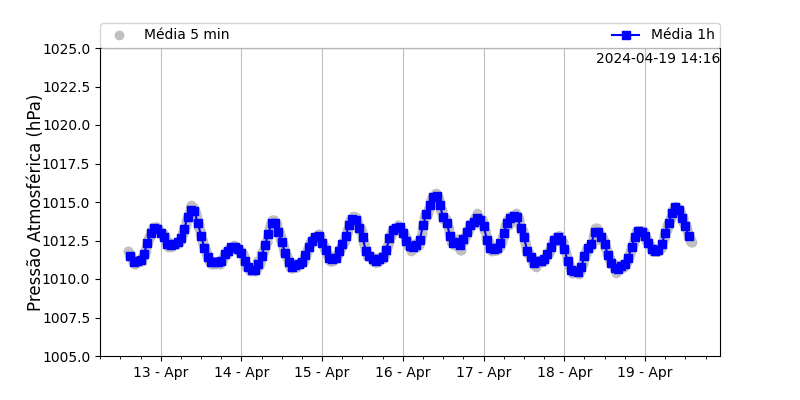 Média 5 min
Média 1h
2024-04-19 14:16
Pressão Atmosférica (hPa)
1025.0
1022.5
1020.0
1017.5
1015.0
1012.5
1010.0
1007.5
1005.0
13 - Apr
14 - Apr
15 - Apr
16 - Apr
17 - Apr
18 - Apr
19 - Apr